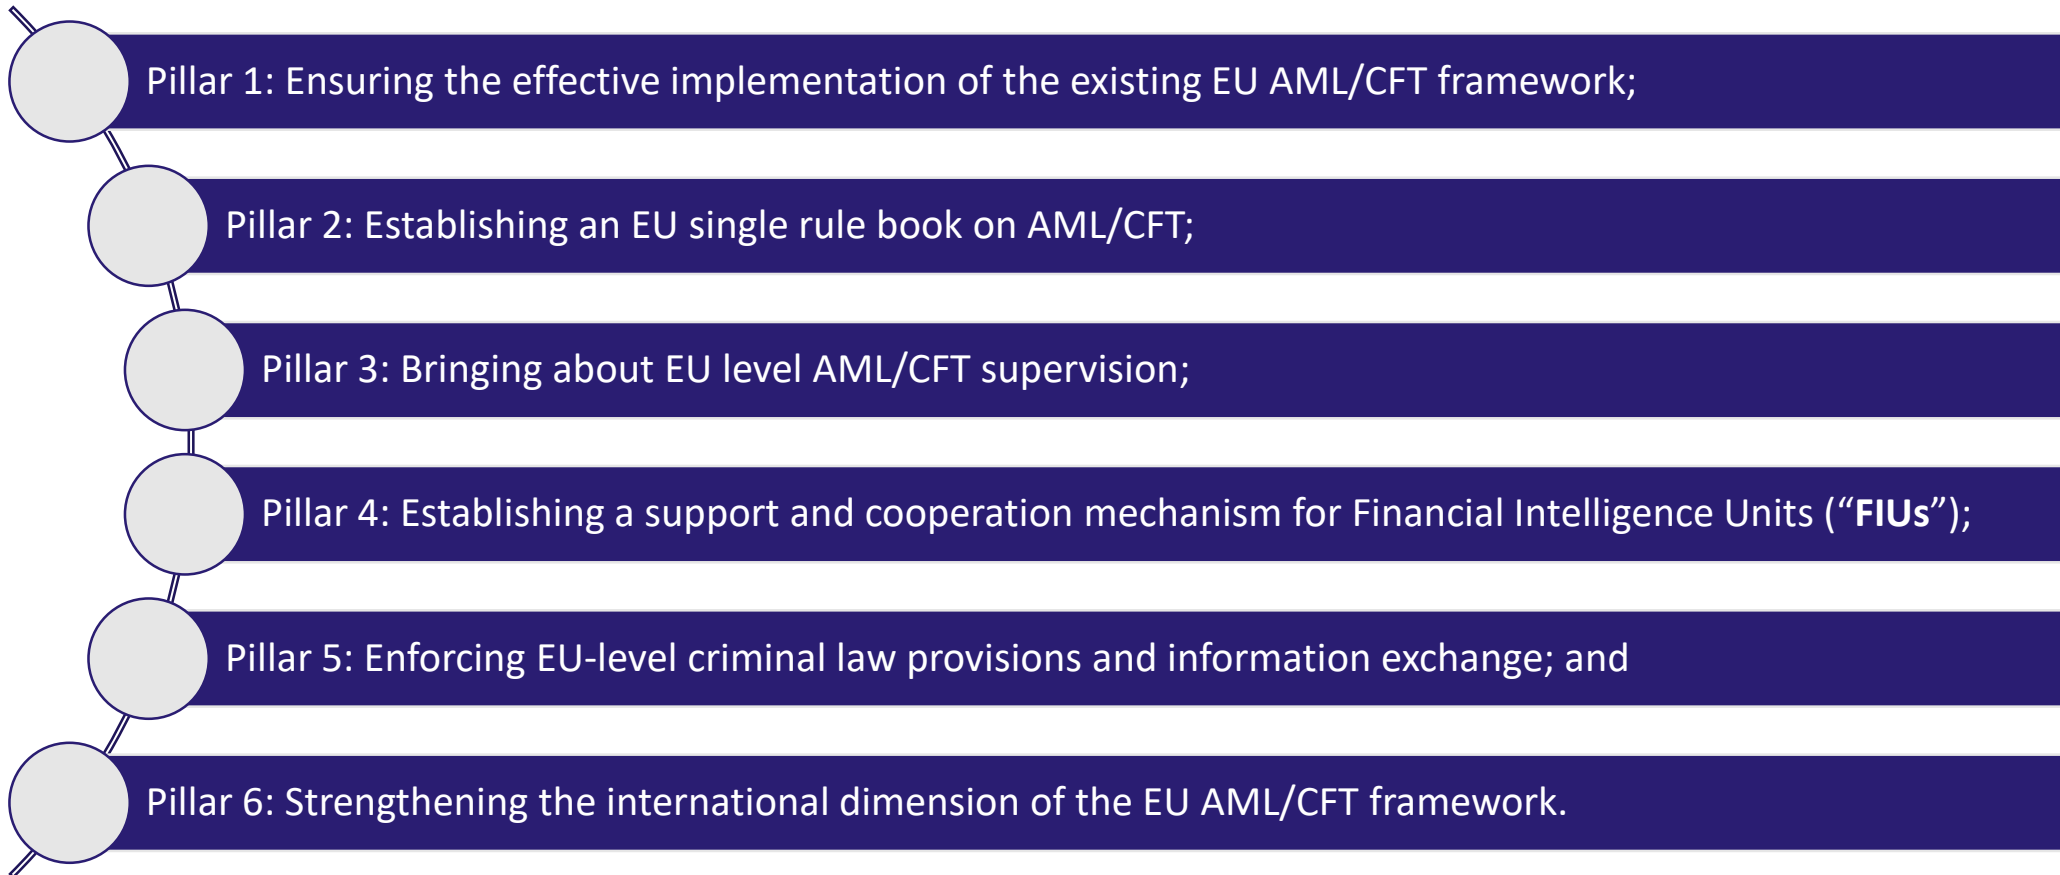 Pillar 1: Ensuring the effective implementation of the existing EU AML/CFT framework;
Pillar 2: Establishing an EU single rule book on AML/CFT;
Pillar 3: Bringing about EU level AML/CFT supervision;
Pillar 4: Establishing a support and cooperation mechanism for Financial Intelligence Units (“FIUs”);
Pillar 5: Enforcing EU-level criminal law provisions and information exchange; and
Pillar 6: Strengthening the international dimension of the EU AML/CFT framework.